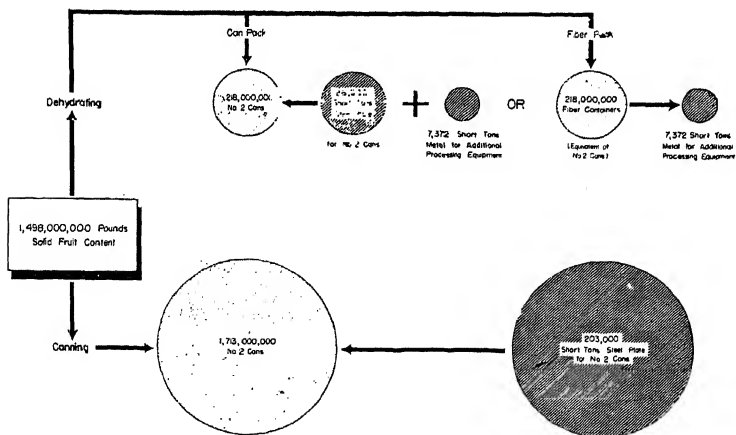 Can Pack
Fiber Pack
Dehydrating
218,000,000
No 2 Cans
Short Tons
for No 2 Cans
7,372 Short Tons
Metal for Additional
Processing Equipment
OR
218,000,000
Fiber Containers
(Equivalent of
No 2 Cans)
7,372 Short Tons
Metal for Additional
Processing Equipment
1,498,000,000 Pounds
Solid Fruit Content
Canning
1,713,000,000
No 2 Cans
203,000
Short Tons Steel Plate
for No 2 Cans